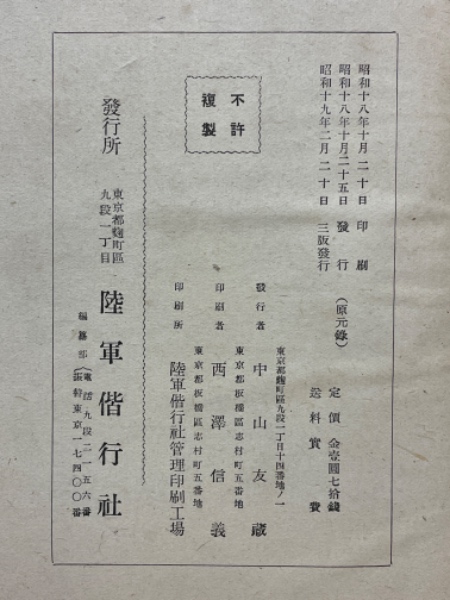 昭和十八年十月二十日 印刷
昭和十八年十月二十五日 發行
昭和十九年二月二十日 三版發行
(原元錄)
定價 金壹圓七拾錢
送料實費
不許
複製
東京都麴町區九段一丁目十四番地ノ一
發行者 中山友藏
東京都板橋區志村町五番地
印刷者 西澤信義
東京都板橋區志村町五番地
印刷所 陸軍偕行社管理印刷工場
發行所
東京都麴町區
九段一丁目
陸軍偕行社
編纂部
電話九段二一五六番
振替東京一七四〇〇番